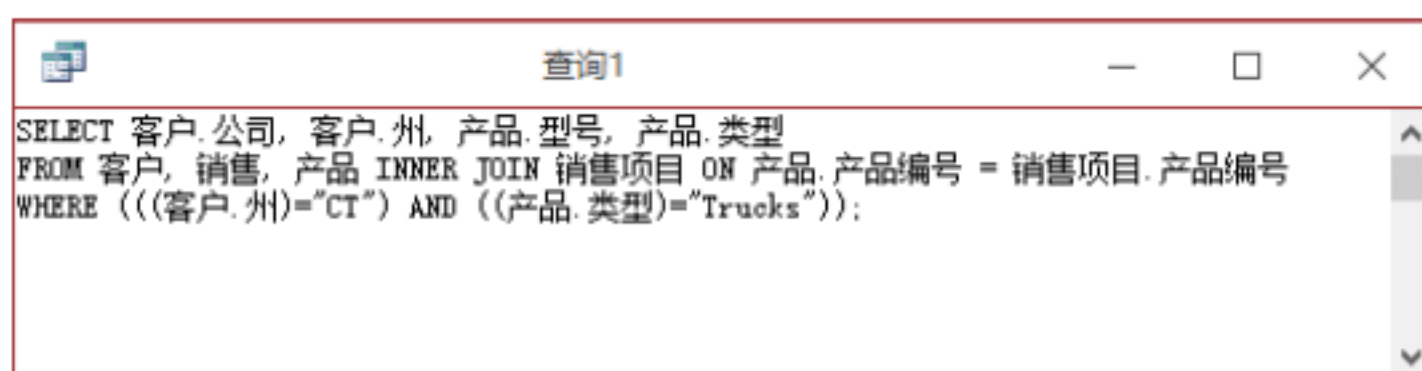 查询1
SELECT 客户.公司, 客户.州, 产品.型号, 产品.类型
FROM 客户, 销售, 产品 INNER JOIN 销售项目 ON 产品.产品编号 = 销售项目.产品编号
WHERE (((客户.州)="CT") AND ((产品.类型)="Trucks"));